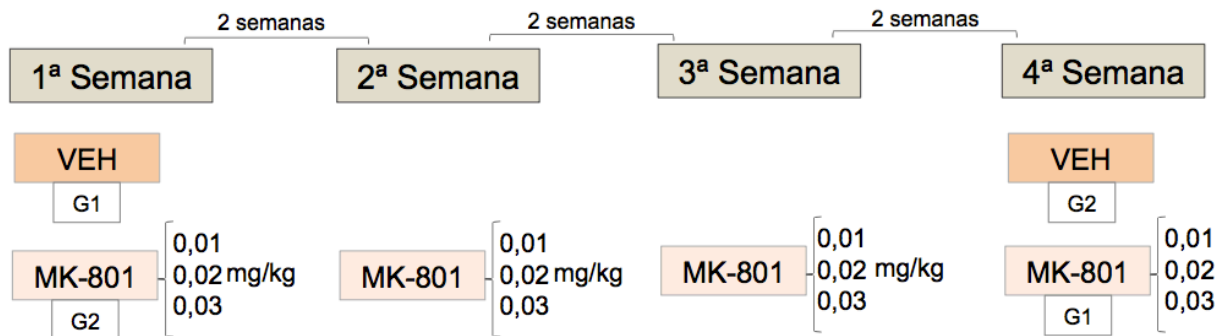 2 semanas
2 semanas
2 semanas
1ª Semana
2ª Semana
3ª Semana
4ª Semana
VEH
G1
VEH
G2
MK-801
0,01
0,02 mg/kg
0,03
G2
MK-801
0,01
0,02 mg/kg
0,03
MK-801
0,01
0,02 mg/kg
0,03
MK-801
0,01
0,02
0,03
G1